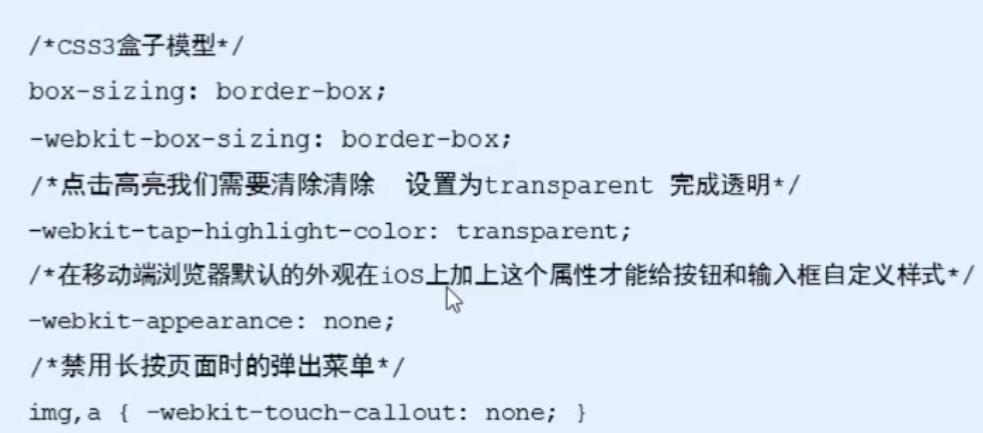 /*CSS3盒子模型*/
box-sizing: border-box;
-webkit-box-sizing: border-box;
/*点击高亮我们需要清除清除  设置为transparent 完成透明*/
-webkit-tap-highlight-color: transparent;
/*在移动端浏览器默认的外观在ios上加上这个属性才能给按钮和输入框自定义样式*/
-webkit-appearance: none;
/*禁用长按页面时的弹出菜单*/
img,a { -webkit-touch-callout: none; }